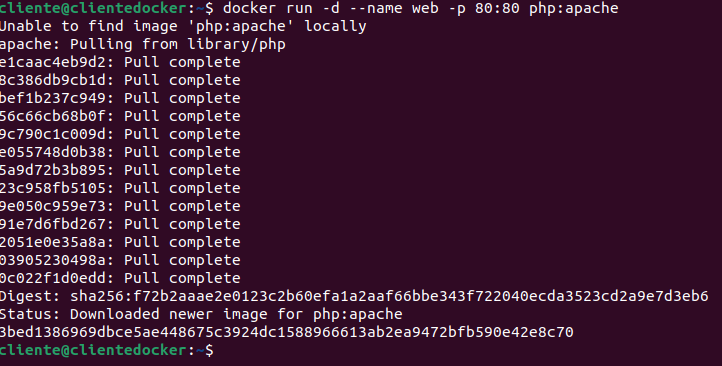 cliente@clientedocker:~$ docker run -d --name web -p 80:80 php:apache
Unable to find image 'php:apache' locally
apache: Pulling from library/php
e1caac4eb9d2: Pull complete
8c386db9cb1d: Pull complete
bef1b237c949: Pull complete
56c66cb68b0f: Pull complete
9c790c1c009d: Pull complete
e055748d0b38: Pull complete
5a9d72b3b895: Pull complete
23c958fb5105: Pull complete
9e050c959e73: Pull complete
91e7d6fbd267: Pull complete
2051e0e35a8a: Pull complete
03905230498a: Pull complete
0c022f1d0edd: Pull complete
Digest: sha256:f72b2aaae2e0123c2b60efa1a2aaf66bbe343f722040ecda3523cd2a9e7d3eb6
Status: Downloaded newer image for php:apache
3bed1386969dbce5ae448675c3924dc1588966613ab2ea9472bfb590e42e8c70
cliente@clientedocker:~$